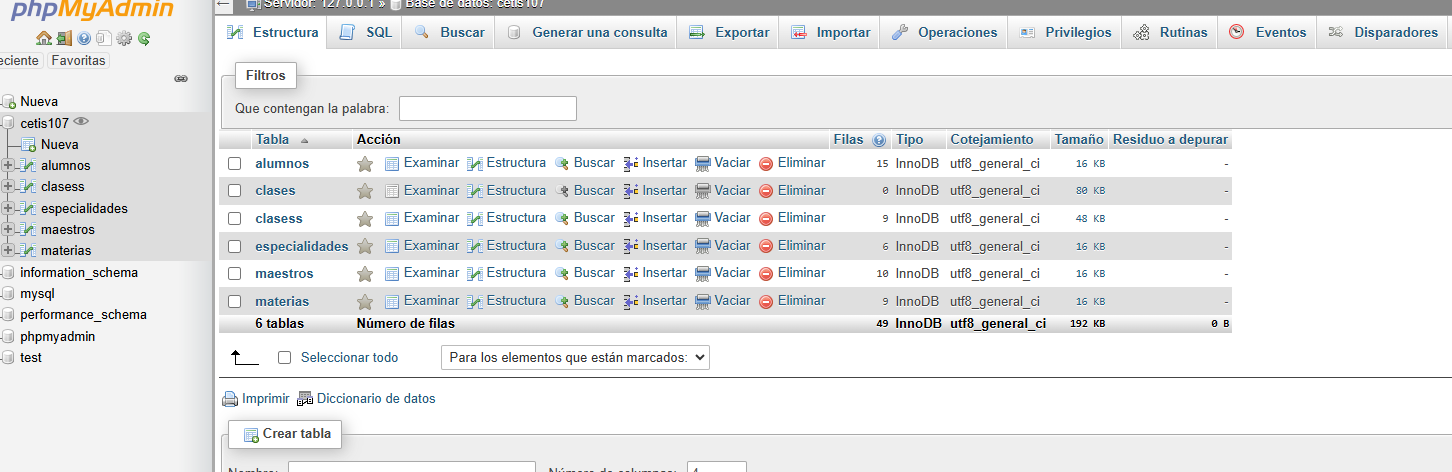 phpMyAdmin
Reciente Favoritas
Nueva
cetis107
Nueva
alumnos
clasess
especialidades
maestros
materias
information_schema
mysql
performance_schema
phpmyadmin
test
Servidor: 127.0.0.1 » Base de datos: cetis107
Estructura SQL Buscar Generar una consulta Exportar Importar Operaciones Privilegios Rutinas Eventos Disparadores
Filtros
Que contengan la palabra:
Tabla Acción Filas Tipo Cotejamiento Tamaño Residuo a depurar
alumnos Examinar Estructura Buscar Insertar Vaciar Eliminar 15 InnoDB utf8_general_ci 16 KB -
clases Examinar Estructura Buscar Insertar Vaciar Eliminar 0 InnoDB utf8_general_ci 80 KB -
clasess Examinar Estructura Buscar Insertar Vaciar Eliminar 9 InnoDB utf8_general_ci 48 KB -
especialidades Examinar Estructura Buscar Insertar Vaciar Eliminar 6 InnoDB utf8_general_ci 16 KB -
maestros Examinar Estructura Buscar Insertar Vaciar Eliminar 10 InnoDB utf8_general_ci 16 KB -
materias Examinar Estructura Buscar Insertar Vaciar Eliminar 9 InnoDB utf8_general_ci 16 KB -
6 tablas Número de filas 49 InnoDB utf8_general_ci 192 KB 0 B
Seleccionar todo Para los elementos que están marcados:
Imprimir Diccionario de datos
Crear tabla
Nombre: Número de columnas: 4